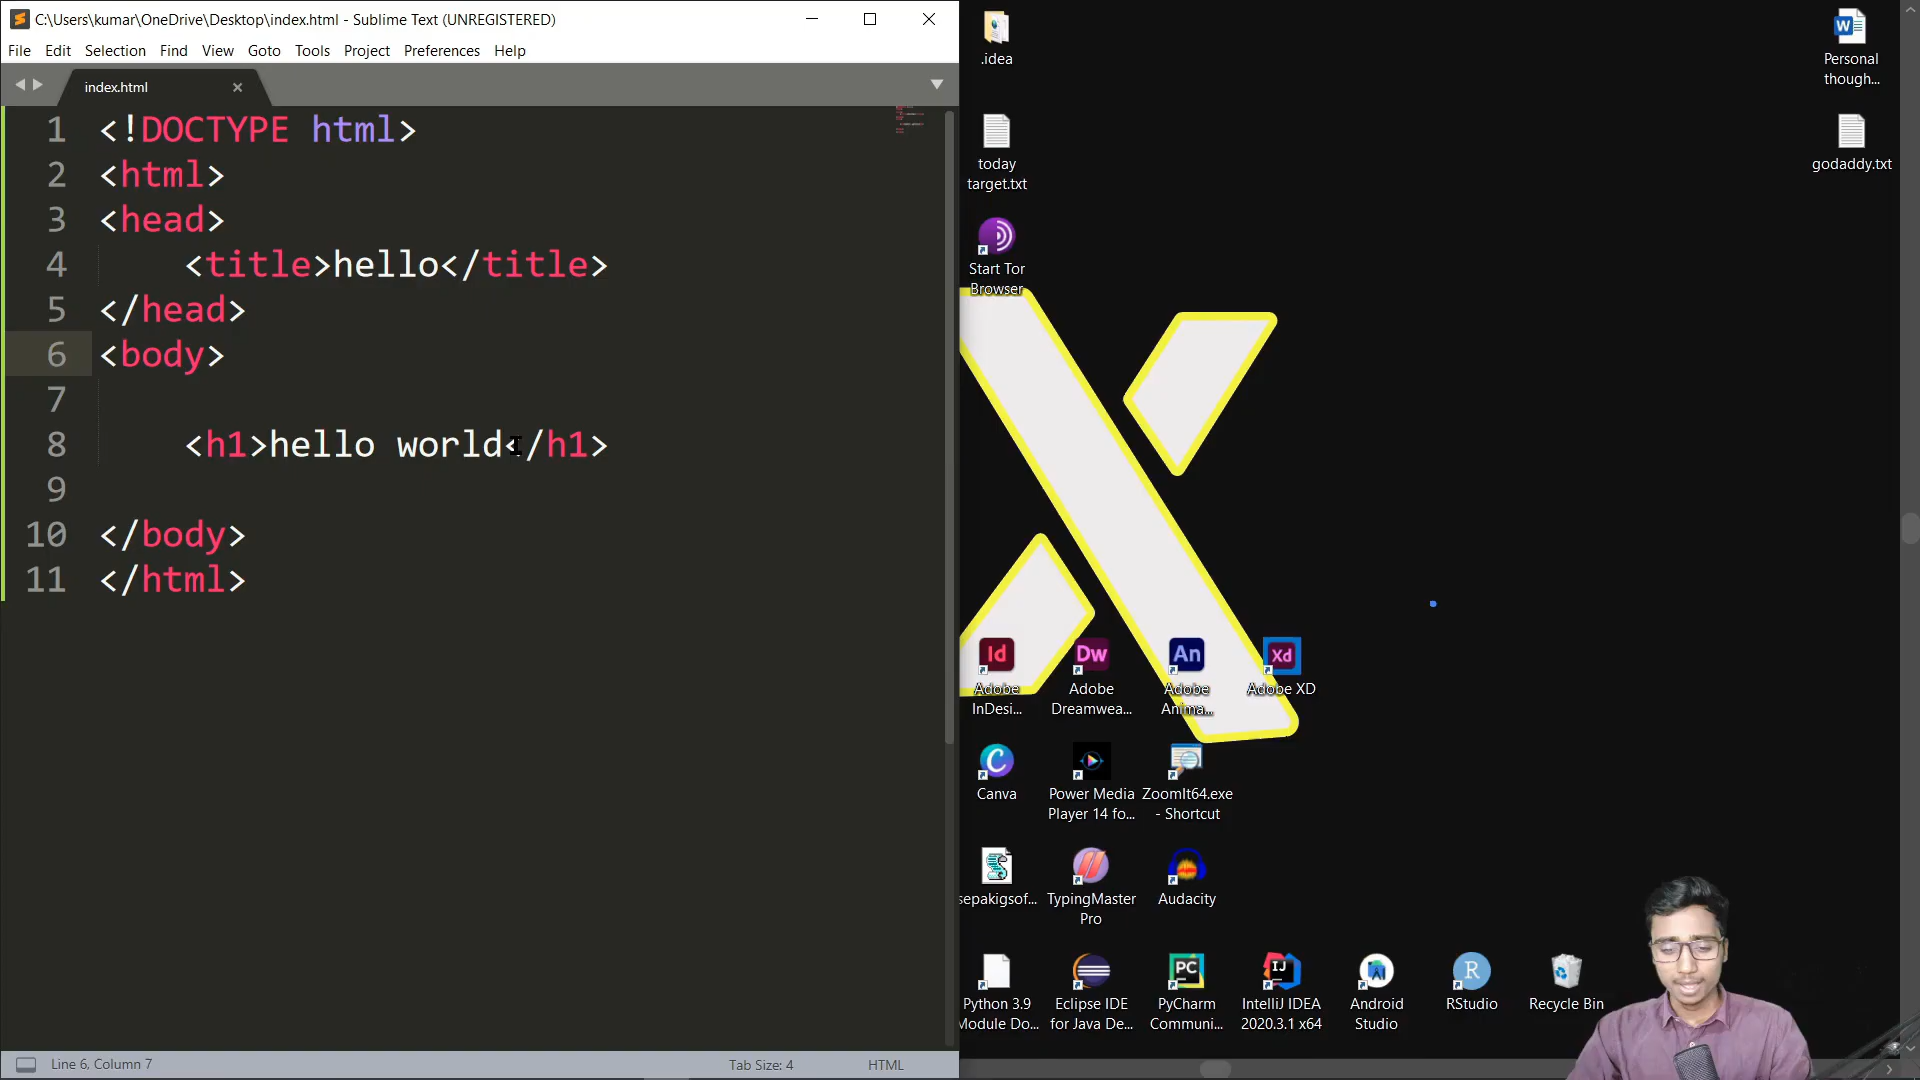 C:\Users\kumar\OneDrive\Desktop\index.html - Sublime Text (UNREGISTERED)
File Edit Selection Find View Goto Tools Project Preferences Help
index.html
1 <!DOCTYPE html>
2 <html>
3 <head>
4 <title>hello</title>
5 </head>
6 <body>
7
8 <h1>hello world</h1>
9
10 </body>
11 </html>
Line 6, Column 7
Tab Size: 4
HTML
.idea
Personal
though...
today
target.txt
godaddy.txt
Start Tor
Browser
Id
Adobe
InDesi...
Dw
Adobe
Dreamwea...
An
Adobe
Anima...
Xd
Adobe XD
Canva
Power Media
Player 14 fo...
ZoomIt64.exe
- Shortcut
sepakigsof...
TypingMaster
Pro
Audacity
Python 3.9
Module Do...
Eclipse IDE
for Java De...
PC
PyCharm
Communi...
IJ
IntelliJ IDEA
2020.3.1 x64
Android
Studio
R
RStudio
Recycle Bin